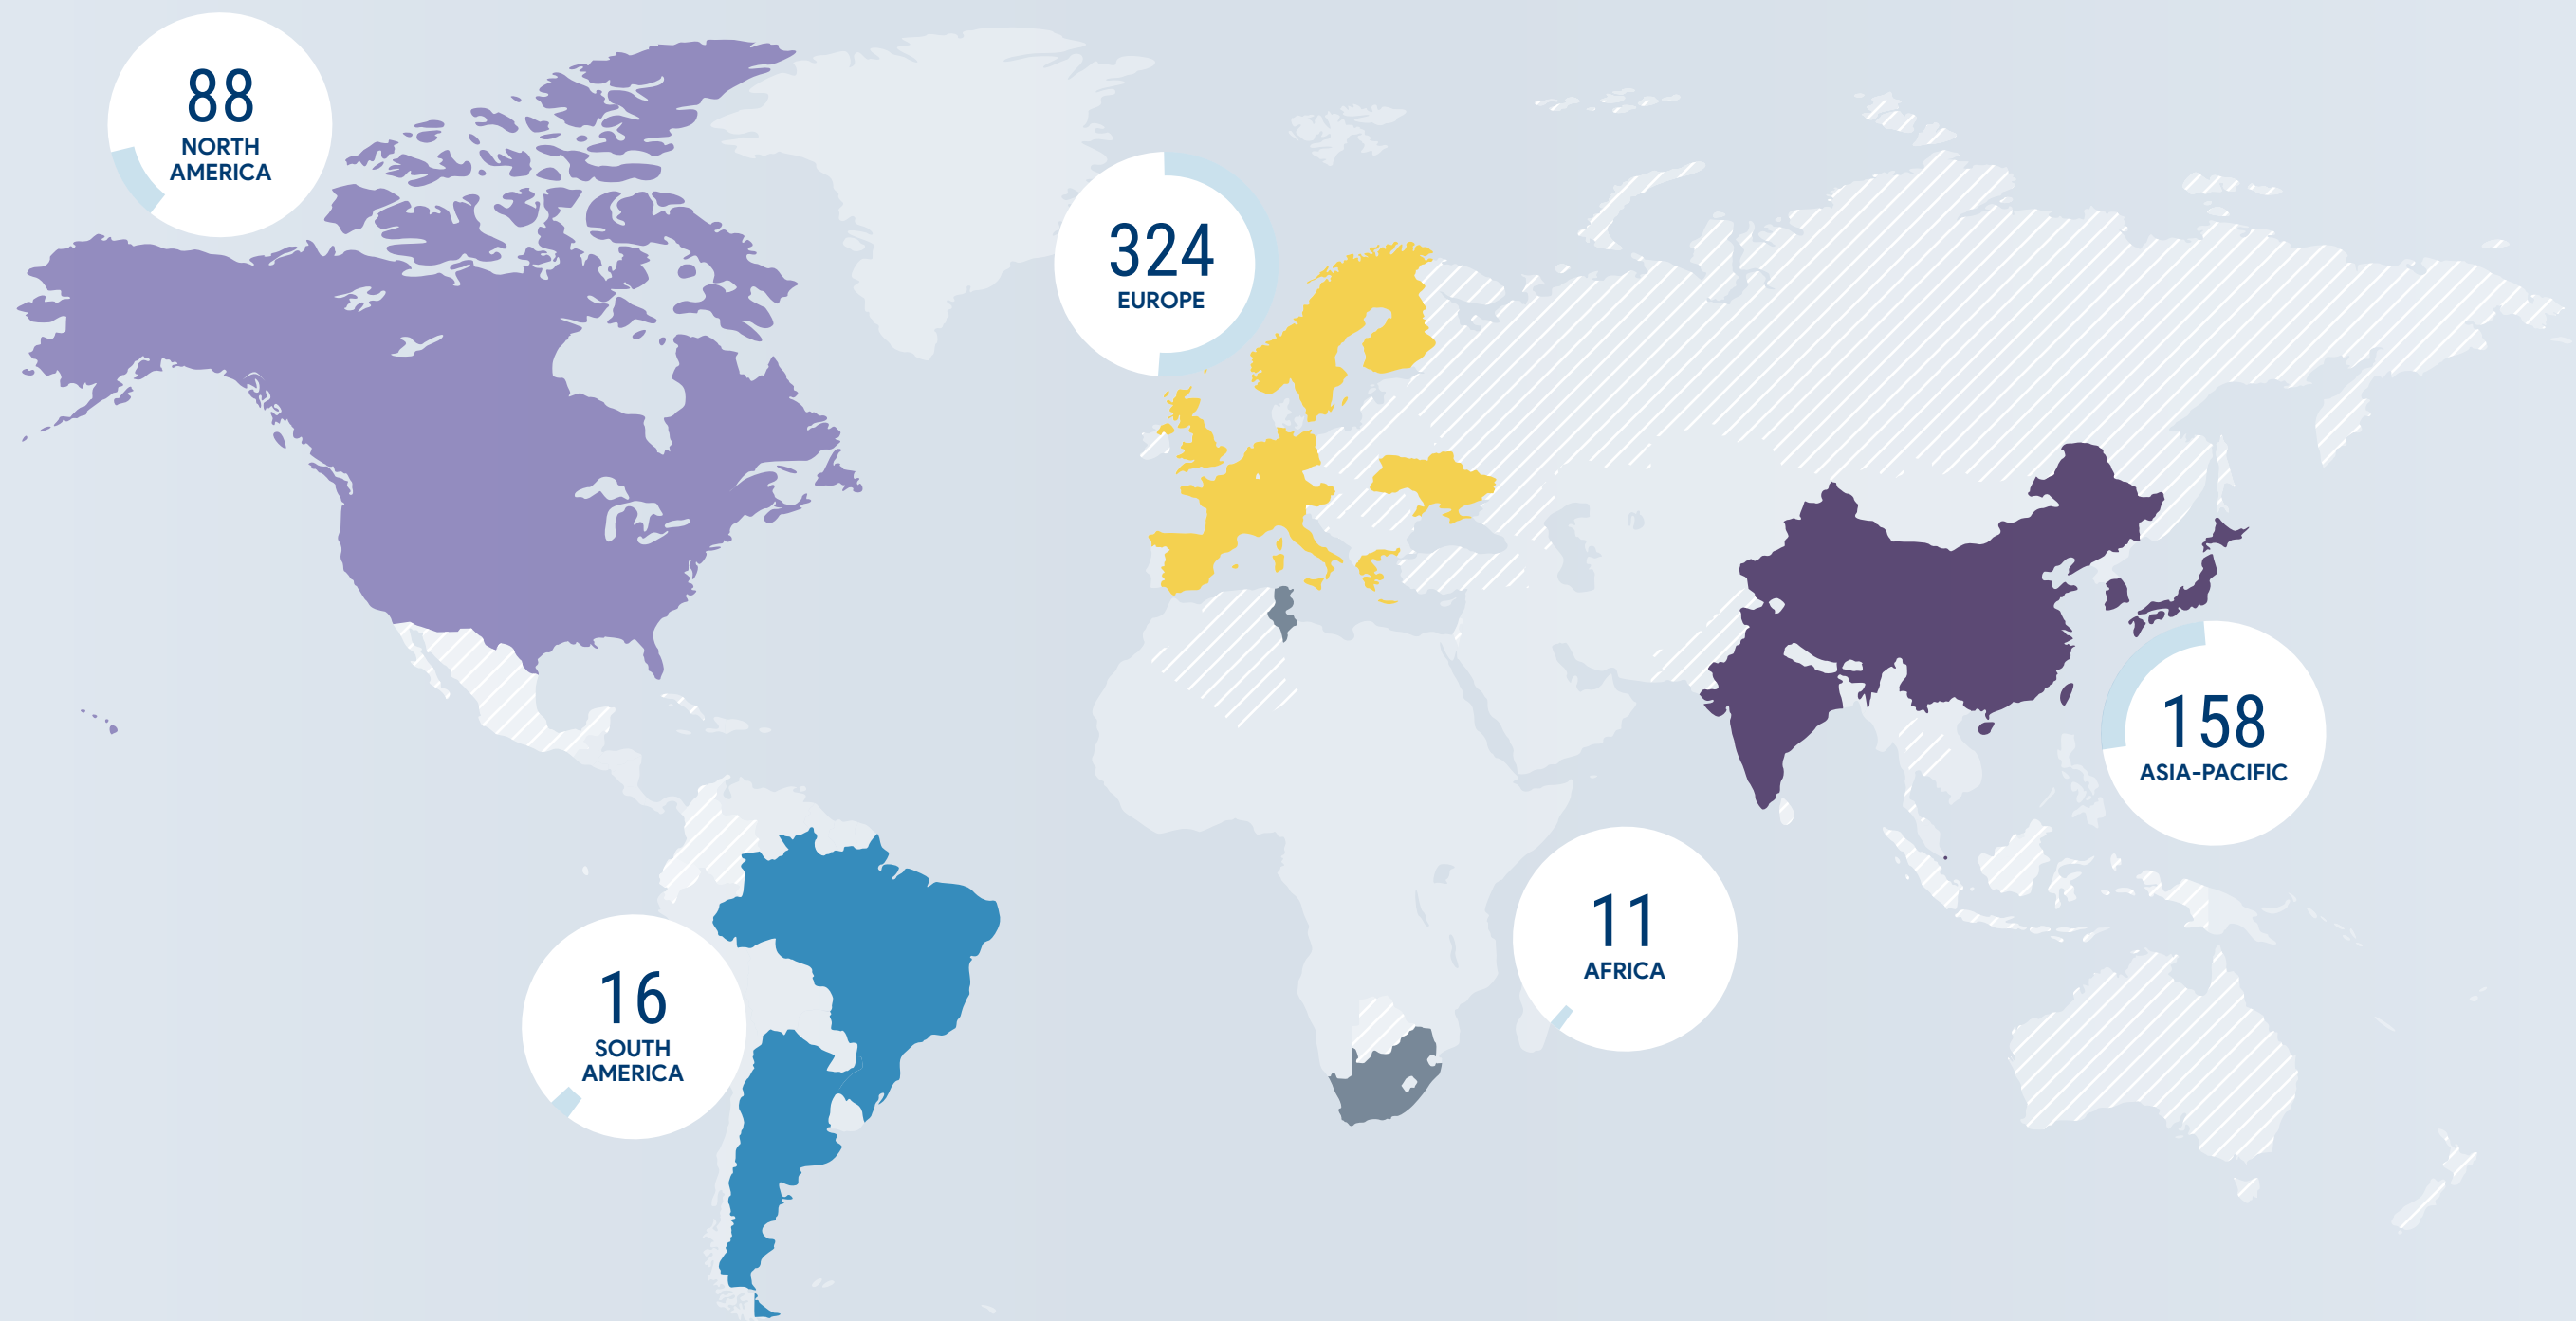 88
NORTH
AMERICA
324
EUROPE
158
ASIA-PACIFIC
11
AFRICA
16
SOUTH
AMERICA